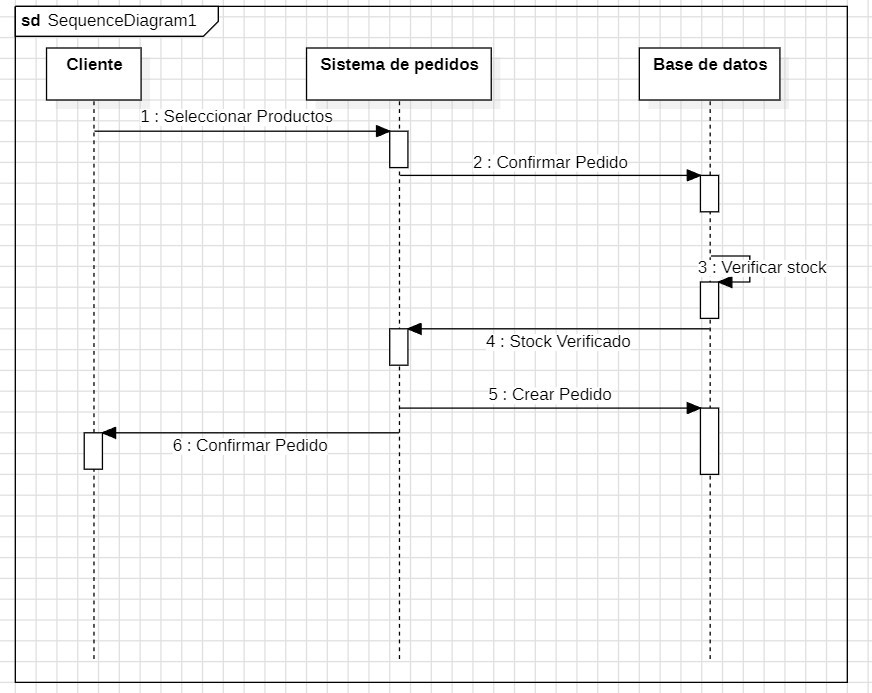 sd SequenceDiagram1
Cliente
Sistema de pedidos
Base de datos
1 : Seleccionar Productos
2 : Confirmar Pedido
3 : Verificar stock
4 : Stock Verificado
5 : Crear Pedido
6 : Confirmar Pedido